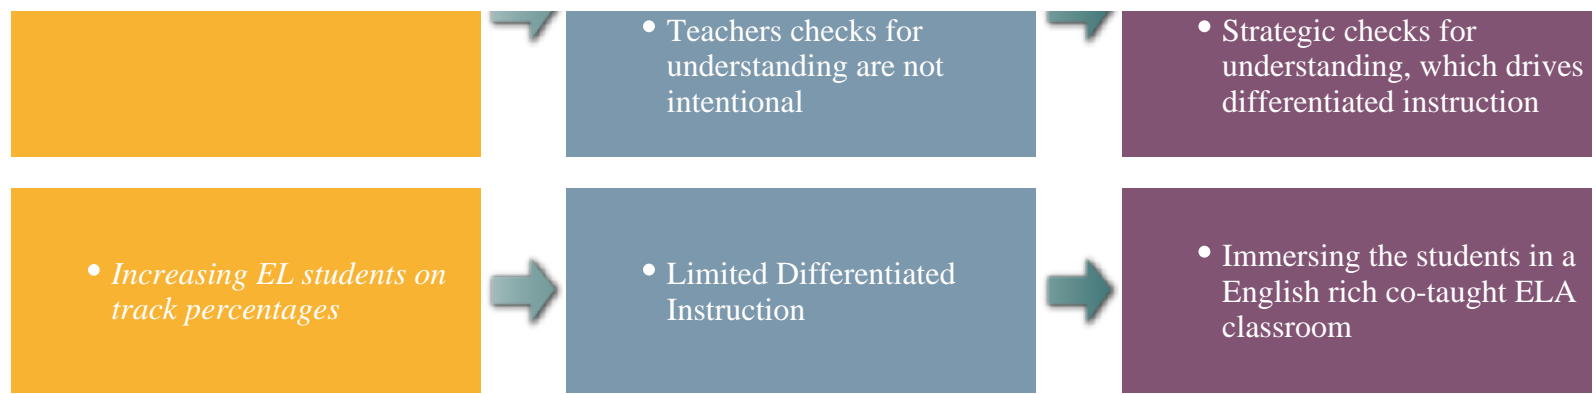 • Teachers checks for
understanding are not
intentional
• Strategic checks for
understanding, which drives
differentiated instruction
• Increasing EL students on
track percentages
• Limited Differentiated
Instruction
• Immersing the students in a
English rich co-taught ELA
classroom